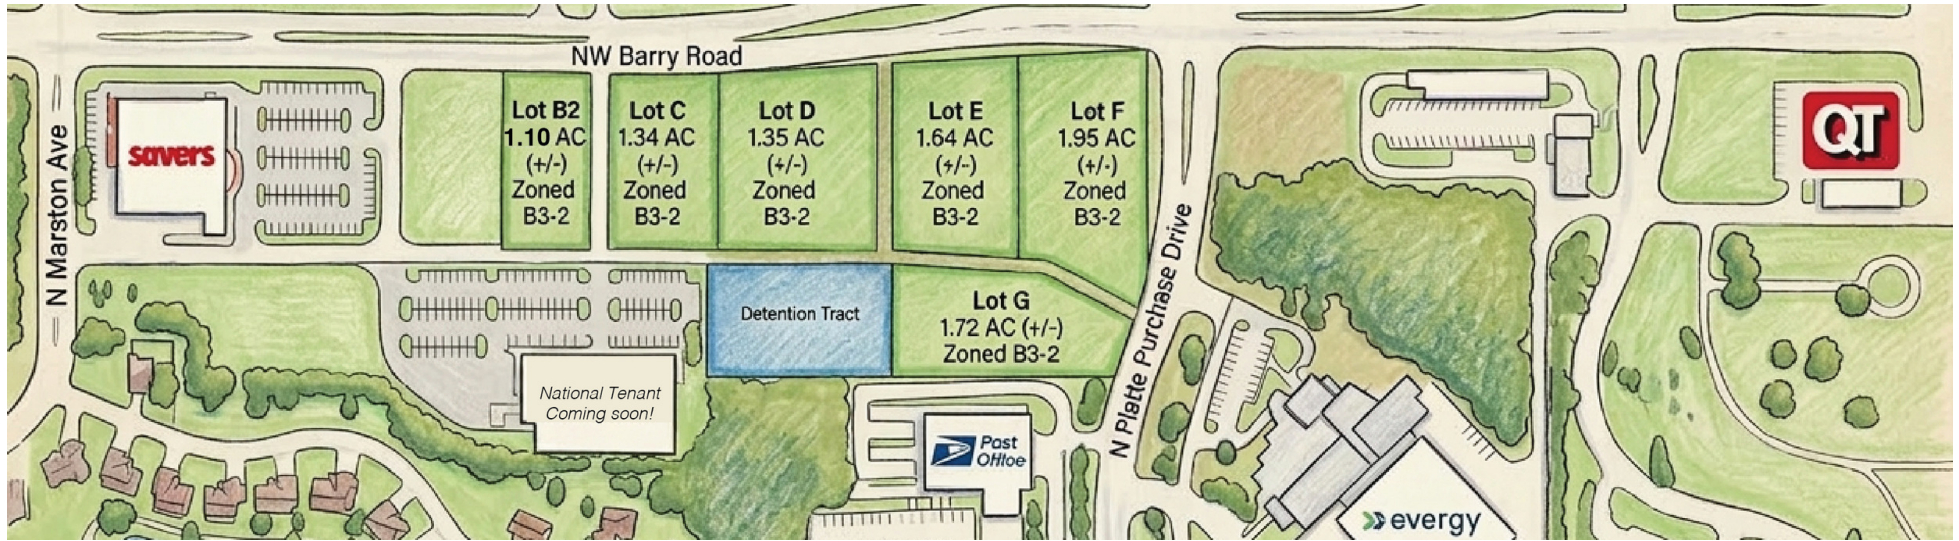 NW Barry Road
N Marston Ave
savers
Lot B2
1.10 AC
(+/-)
Zoned
B3-2
Lot C
1.34 AC
(+/-)
Zoned
B3-2
Lot D
1.35 AC
(+/-)
Zoned
B3-2
Lot E
1.64 AC
(+/-)
Zoned
B3-2
Lot F
1.95 AC
(+/-)
Zoned
B3-2
QT
N Platte Purchase Drive
Detention Tract
Lot G
1.72 AC (+/-)
Zoned B3-2
National Tenant
Coming soon!
Past
OHtoe
evergy